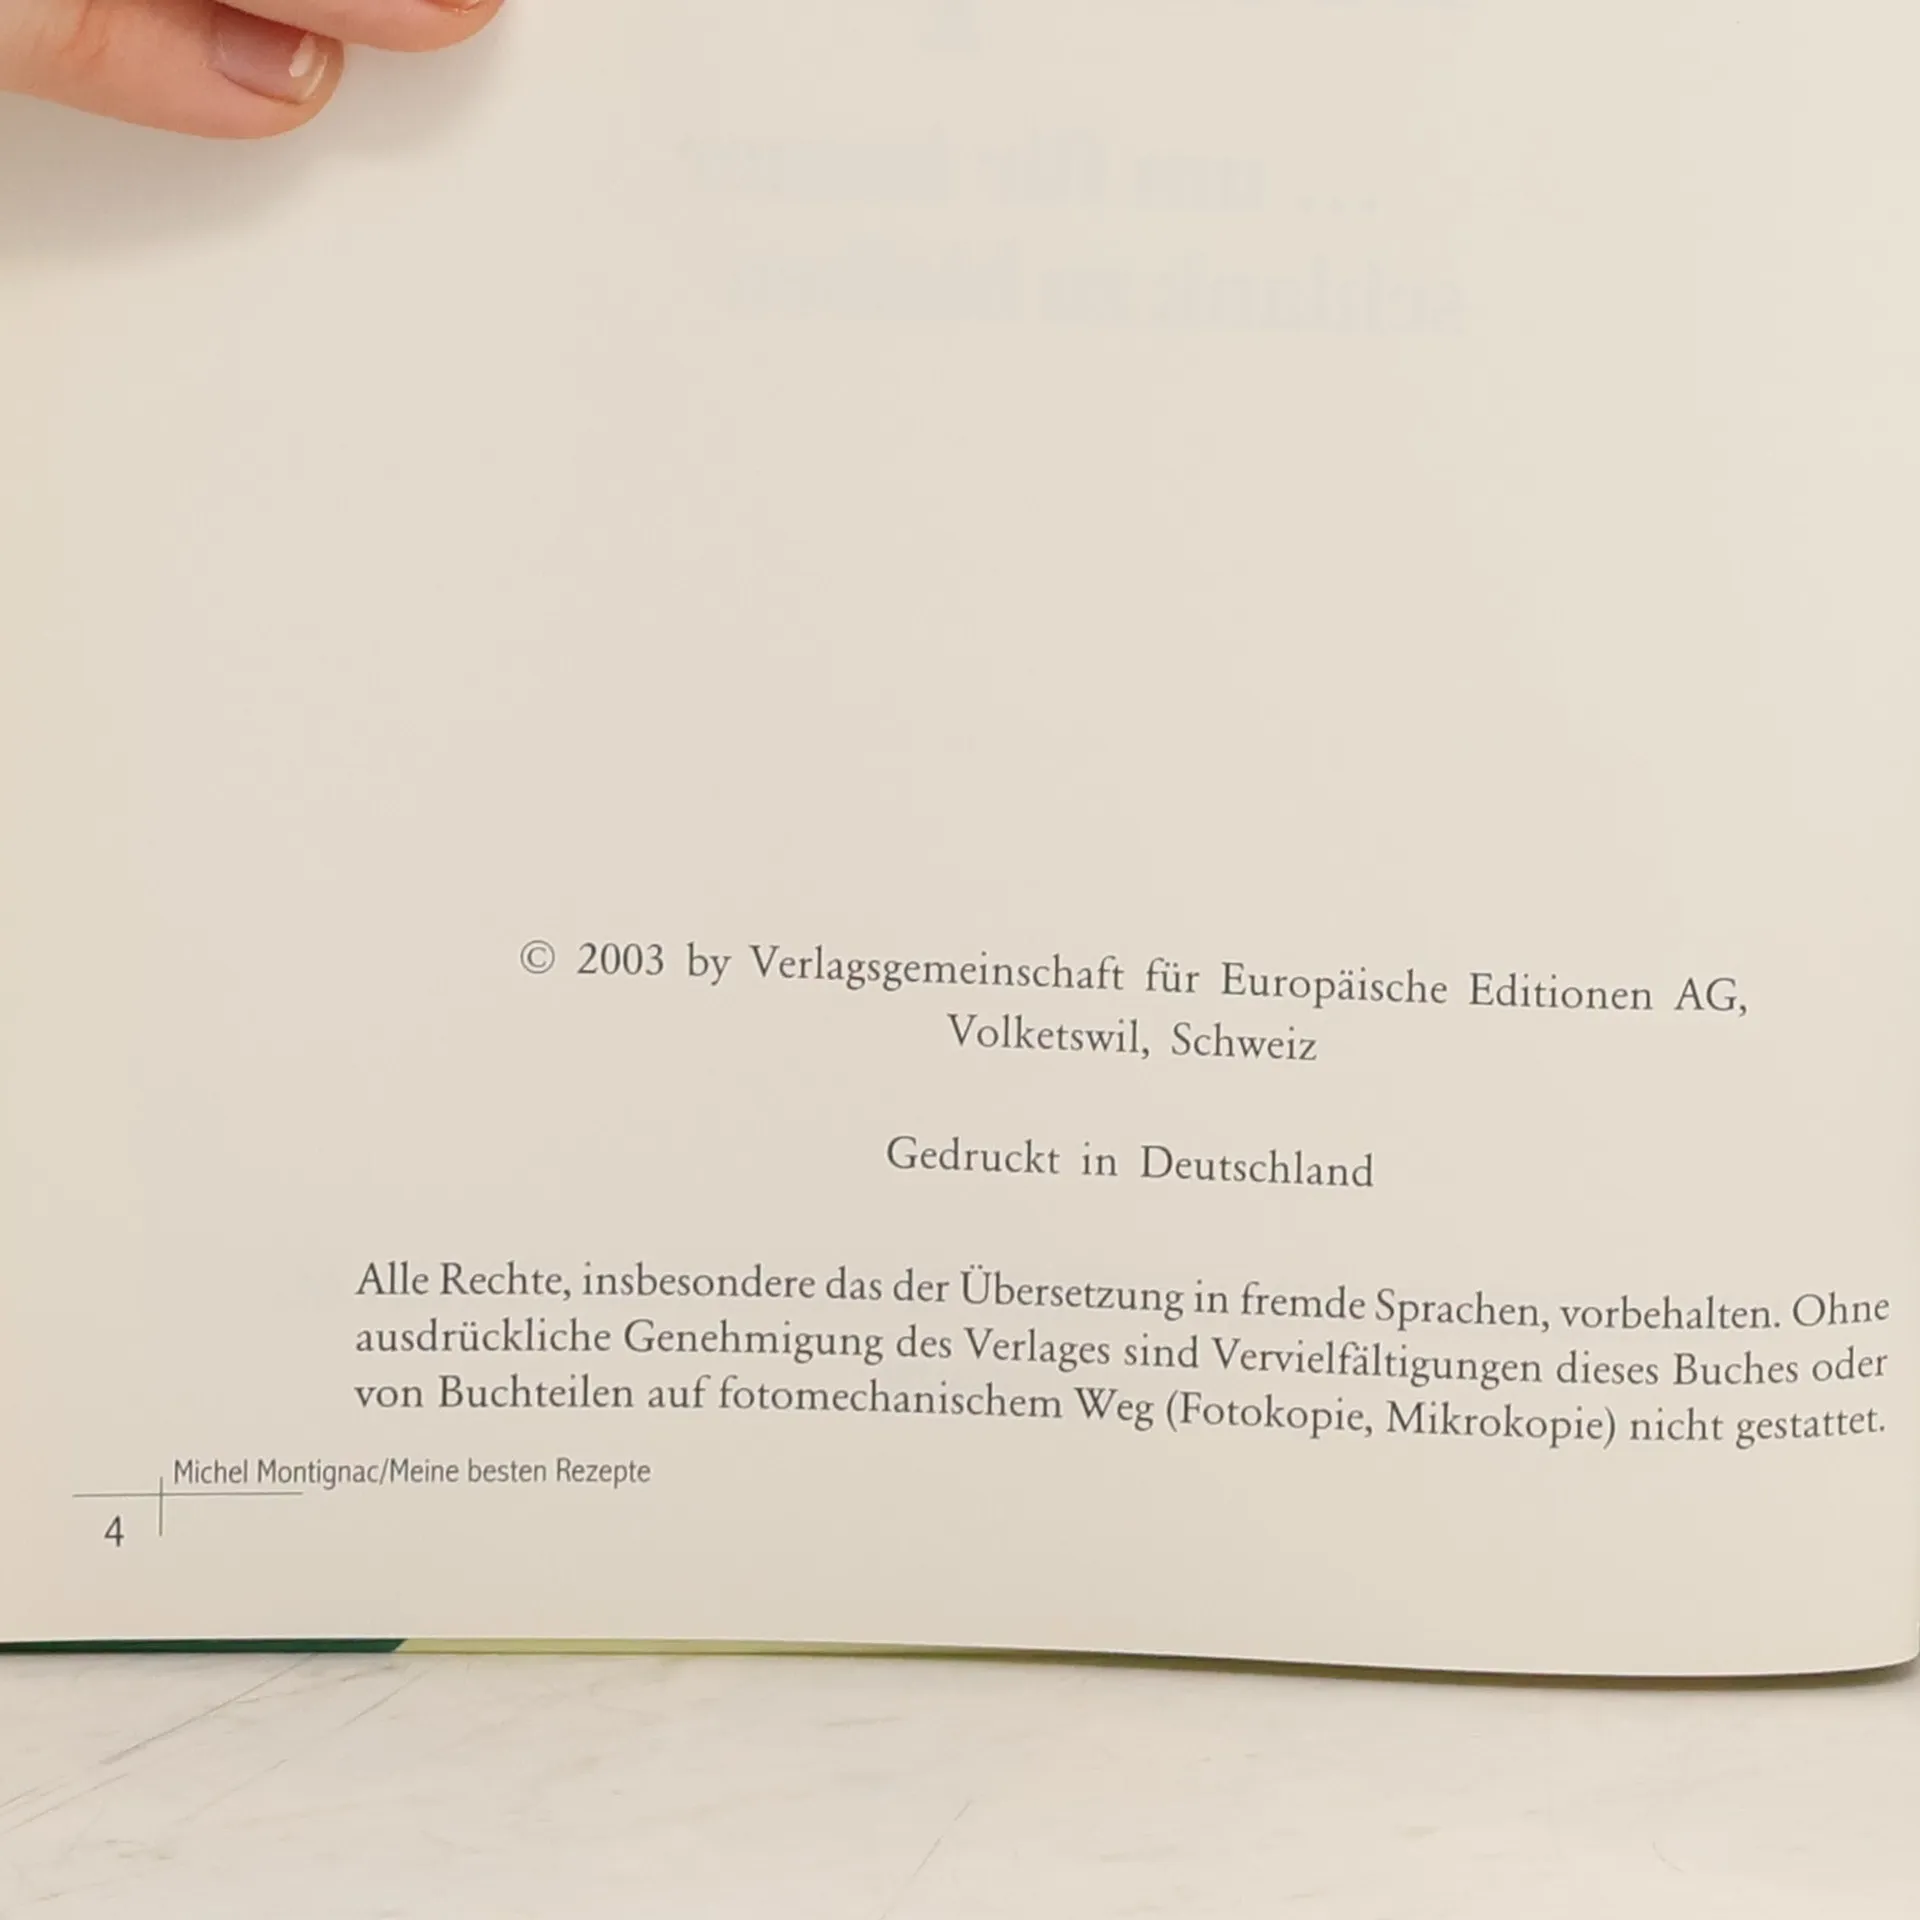 © 2003 by Verlagsgemeinschaft für Europäische Editionen AG,
Volketswil, Schweiz
Gedruckt in Deutschland
Alle Rechte, insbesondere das der Übersetzung in fremde Sprachen, vorbehalten. Ohne
ausdrückliche Genehmigung des Verlages sind Vervielfältigungen dieses Buches oder
von Buchteilen auf fotomechanischem Weg (Fotokopie, Mikrokopie) nicht gestattet.
Michel Montignac/Meine besten Rezepte
4